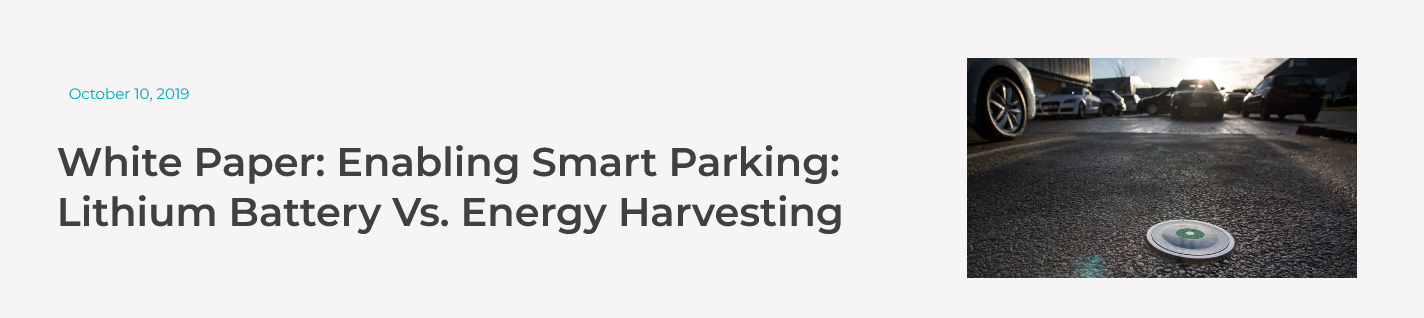 October 10, 2019
White Paper: Enabling Smart Parking:
Lithium Battery Vs. Energy Harvesting